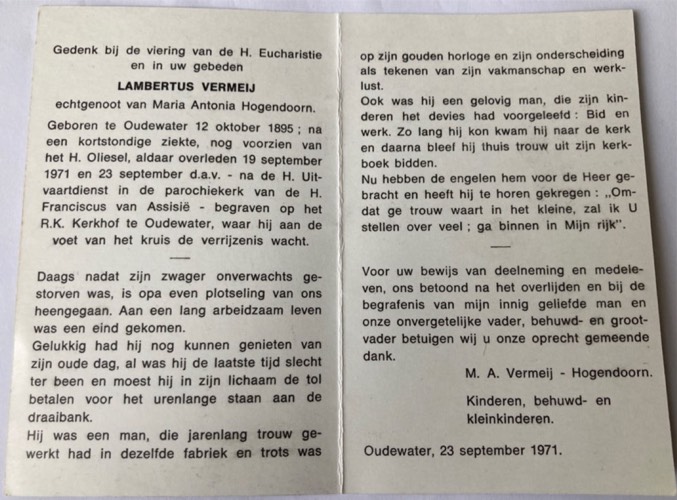 Gedenk bij de viering van de H. Eucharistie
en in uw gebeden
LAMBERTUS VERMEIJ
echtgenoot van Maria Antonia Hogendoorn.
Geboren te Oudewater 12 oktober 1895 ; na
een kortstondige ziekte, nog voorzien van
het H. Oliesel, aldaar overleden 19 september
1971 en 23 september d.a.v. - na de H. Uit-
vaartdienst in de parochiekerk van de H.
Franciscus van Assisië - begraven op het
R.K. Kerkhof te Oudewater, waar hij aan de
voet van het kruis de verrijzenis wacht.
Daags nadat zijn zwager onverwachts ge-
storven was, is opa even plotseling van ons
heengegaan. Aan een lang arbeidzaam leven
was een eind gekomen.
Gelukkig had hij nog kunnen genieten van
zijn oude dag, al was hij de laatste tijd slecht
ter been en moest hij in zijn lichaam de tol
betalen voor het urenlange staan aan de
draaibank.
Hij was een man, die jarenlang trouw ge-
werkt had in dezelfde fabriek en trots was
op zijn gouden horloge en zijn onderscheiding
als tekenen van zijn vakmanschap en werk-
lust.
Ook was hij een gelovig man, die zijn kin-
deren het devies had voorgeleefd : Bid en
werk. Zo lang hij kon kwam hij naar de kerk
en daarna bleef hij thuis trouw uit zijn kerk-
boek bidden.
Nu hebben de engelen hem voor de Heer ge-
bracht en heeft hij te horen gekregen : „Om-
dat ge trouw waart in het kleine, zal ik U
stellen over veel ; ga binnen in Mijn rijk".
Voor uw bewijs van deelneming en medele-
ven, ons betoond na het overlijden en bij de
begrafenis van mijn innig geliefde man en
onze onvergetelijke vader, behuwd- en groot-
vader betuigen wij u onze oprecht gemeende
dank.
M. A. Vermeij - Hogendoorn.
Kinderen, behuwd- en
kleinkinderen.
Oudewater, 23 september 1971.